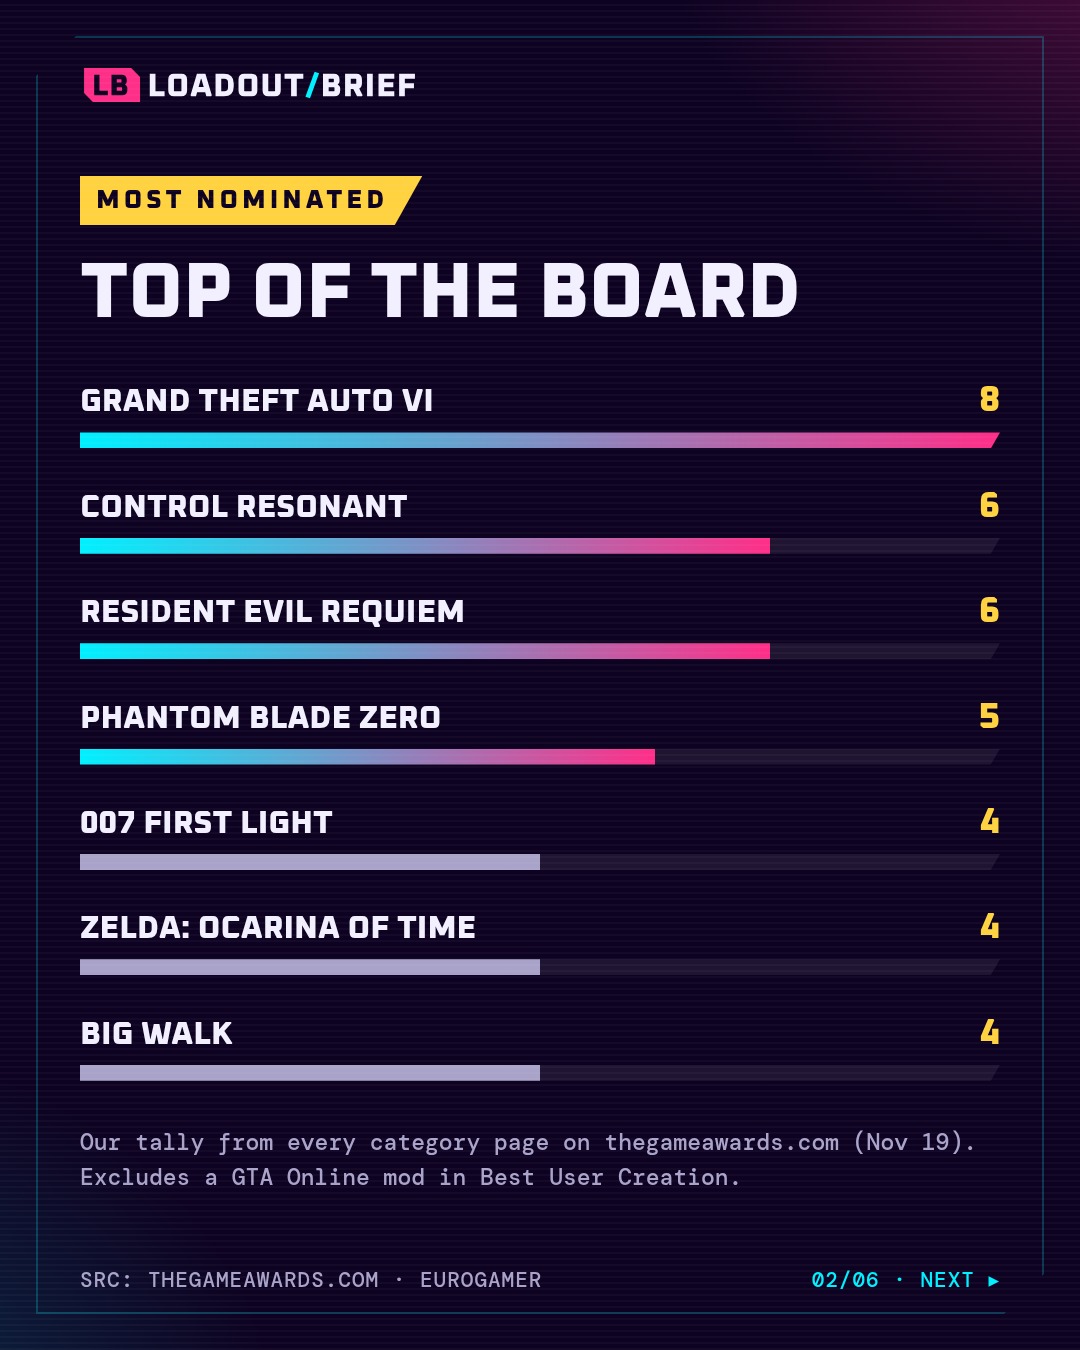 LB LOADOUT/BRIEF
MOST NOMINATED
TOP OF THE BOARD
GRAND THEFT AUTO VI 8
CONTROL RESONANT 6
RESIDENT EVIL REQUIEM 6
PHANTOM BLADE ZERO 5
007 FIRST LIGHT 4
ZELDA: OCARINA OF TIME 4
BIG WALK 4
Our tally from every category page on thegameawards.com (Nov 19).
Excludes a GTA Online mod in Best User Creation.
SRC: THEGAMEAWARDS.COM · EUROGAMER 02/06 · NEXT ▶